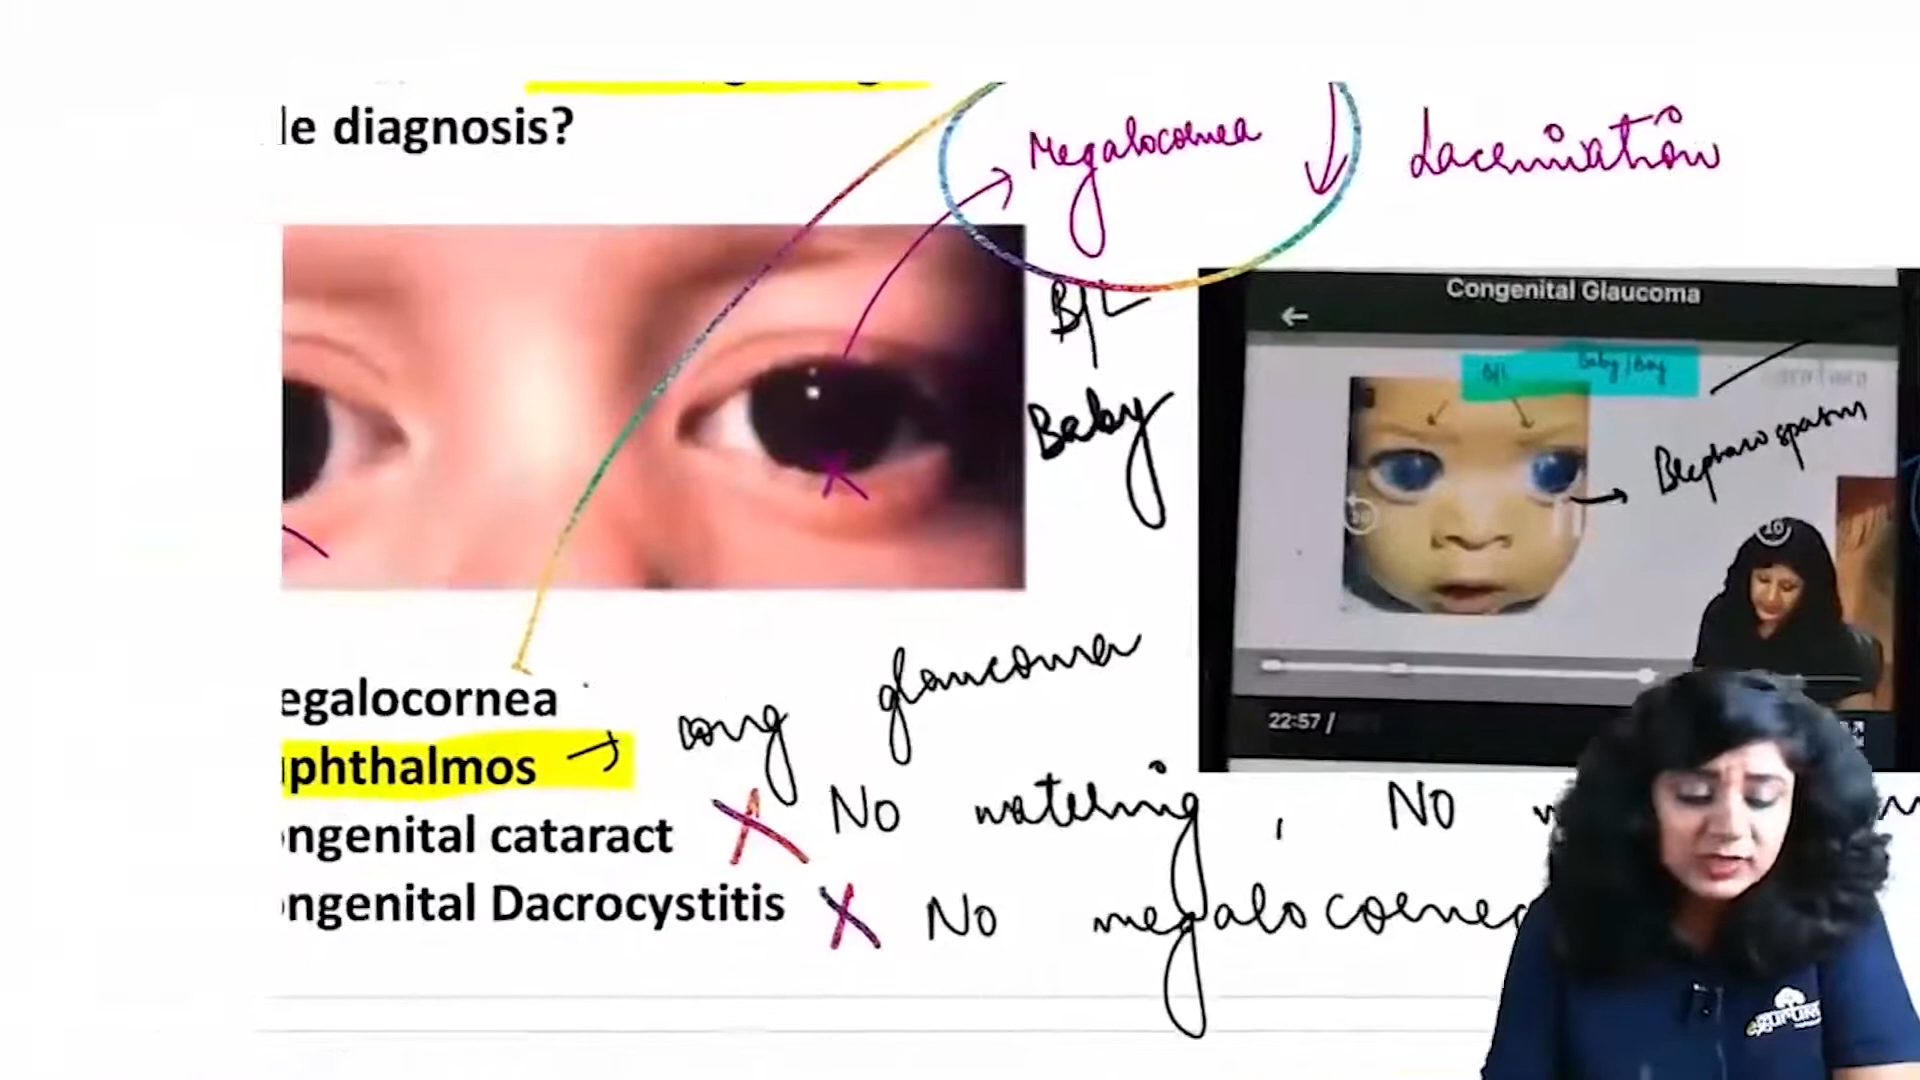 le diagnosis?
Megalocornea
Lacrimation
B/L
Baby
Congenital Glaucoma
B/L Baby/Boy
Blepharospasm
22:57 /
egalocornea
phthalmos → cong glaucoma
ngenital cataract X No watering, No
ngenital Dacrocystitis X No megalocornea